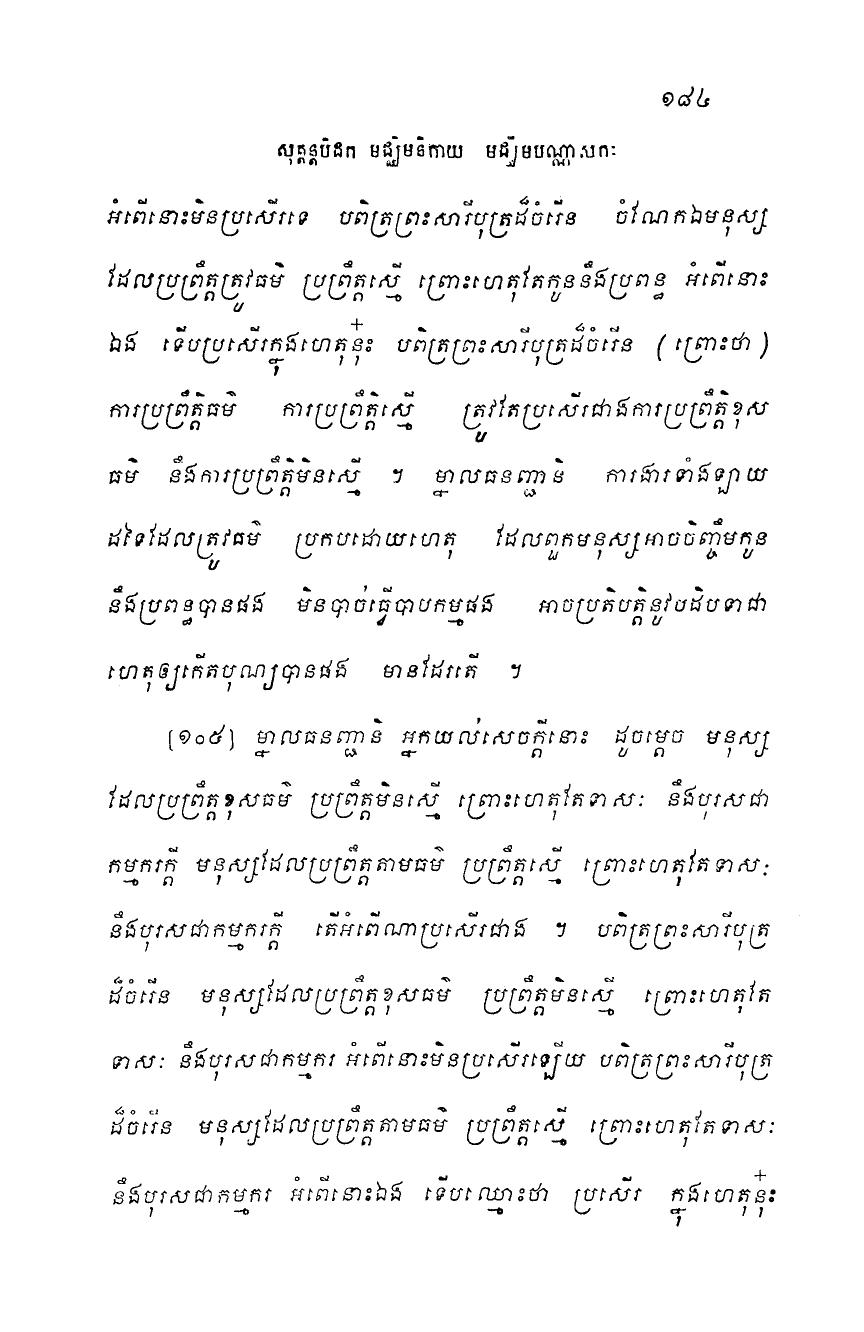 ១៨៤
សុត្តន្តបិដក មជ្ឈិមនិកាយ មជ្ឈិមបណ្ណាសកៈ
អំពើនោះមិនប្រសើរទេ បពិត្រព្រះសារីបុត្រដ៏ចំរើន ចំណែកឯមនុស្ស
ដែលប្រព្រឹត្តត្រូវធម៌ ប្រព្រឹត្តស្មើ ព្រោះហេតុតែកូននឹងប្រពន្ធ អំពើនោះ
ឯង ទើបប្រសើរក្នុងហេតុនុ៎ះ បពិត្រព្រះសារីបុត្រដ៏ចំរើន (ព្រោះថា)
ការប្រព្រឹត្តិធម៌ ការប្រព្រឹត្តិស្មើ ត្រូវតែប្រសើរជាងការប្រព្រឹត្តិខុស
ធម៌ នឹងការប្រព្រឹត្តិមិនស្មើ ។ ម្នាលធនញ្ជានិ ការងារទាំងឡាយ
ដទៃដែលត្រូវធម៌ ប្រកបដោយហេតុ ដែលពួកមនុស្សអាចចិញ្ចឹមកូន
នឹងប្រពន្ធបានផង មិនបាច់ធ្វើបាបកម្មផង អាចប្រតិបត្តិនូវបដិបទាជា
ហេតុឲ្យកើតបុណ្យបានផង មានដែរតើ ។
[១០៥] ម្នាលធនញ្ជានិ អ្នកយល់សេចក្តីនោះ ដូចម្តេច មនុស្ស
ដែលប្រព្រឹត្តខុសធម៌ ប្រព្រឹត្តមិនស្មើ ព្រោះហេតុតែទាសៈ នឹងបុរសជា
កម្មករក្តី មនុស្សដែលប្រព្រឹត្តតាមធម៌ ប្រព្រឹត្តស្មើ ព្រោះហេតុតែទាសៈ
នឹងបុរសជាកម្មករក្តី តើអំពើណាប្រសើរជាង ។ បពិត្រព្រះសារីបុត្រ
ដ៏ចំរើន មនុស្សដែលប្រព្រឹត្តខុសធម៌ ប្រព្រឹត្តមិនស្មើ ព្រោះហេតុតែ
ទាសៈ នឹងបុរសជាកម្មករ អំពើនោះមិនប្រសើរឡើយ បពិត្រព្រះសារីបុត្រ
ដ៏ចំរើន មនុស្សដែលប្រព្រឹត្តតាមធម៌ ប្រព្រឹត្តស្មើ ព្រោះហេតុតែទាសៈ
នឹងបុរសជាកម្មករ អំពើនោះឯង ទើបឈ្មោះថា ប្រសើរ ក្នុងហេតុនុ៎ះ